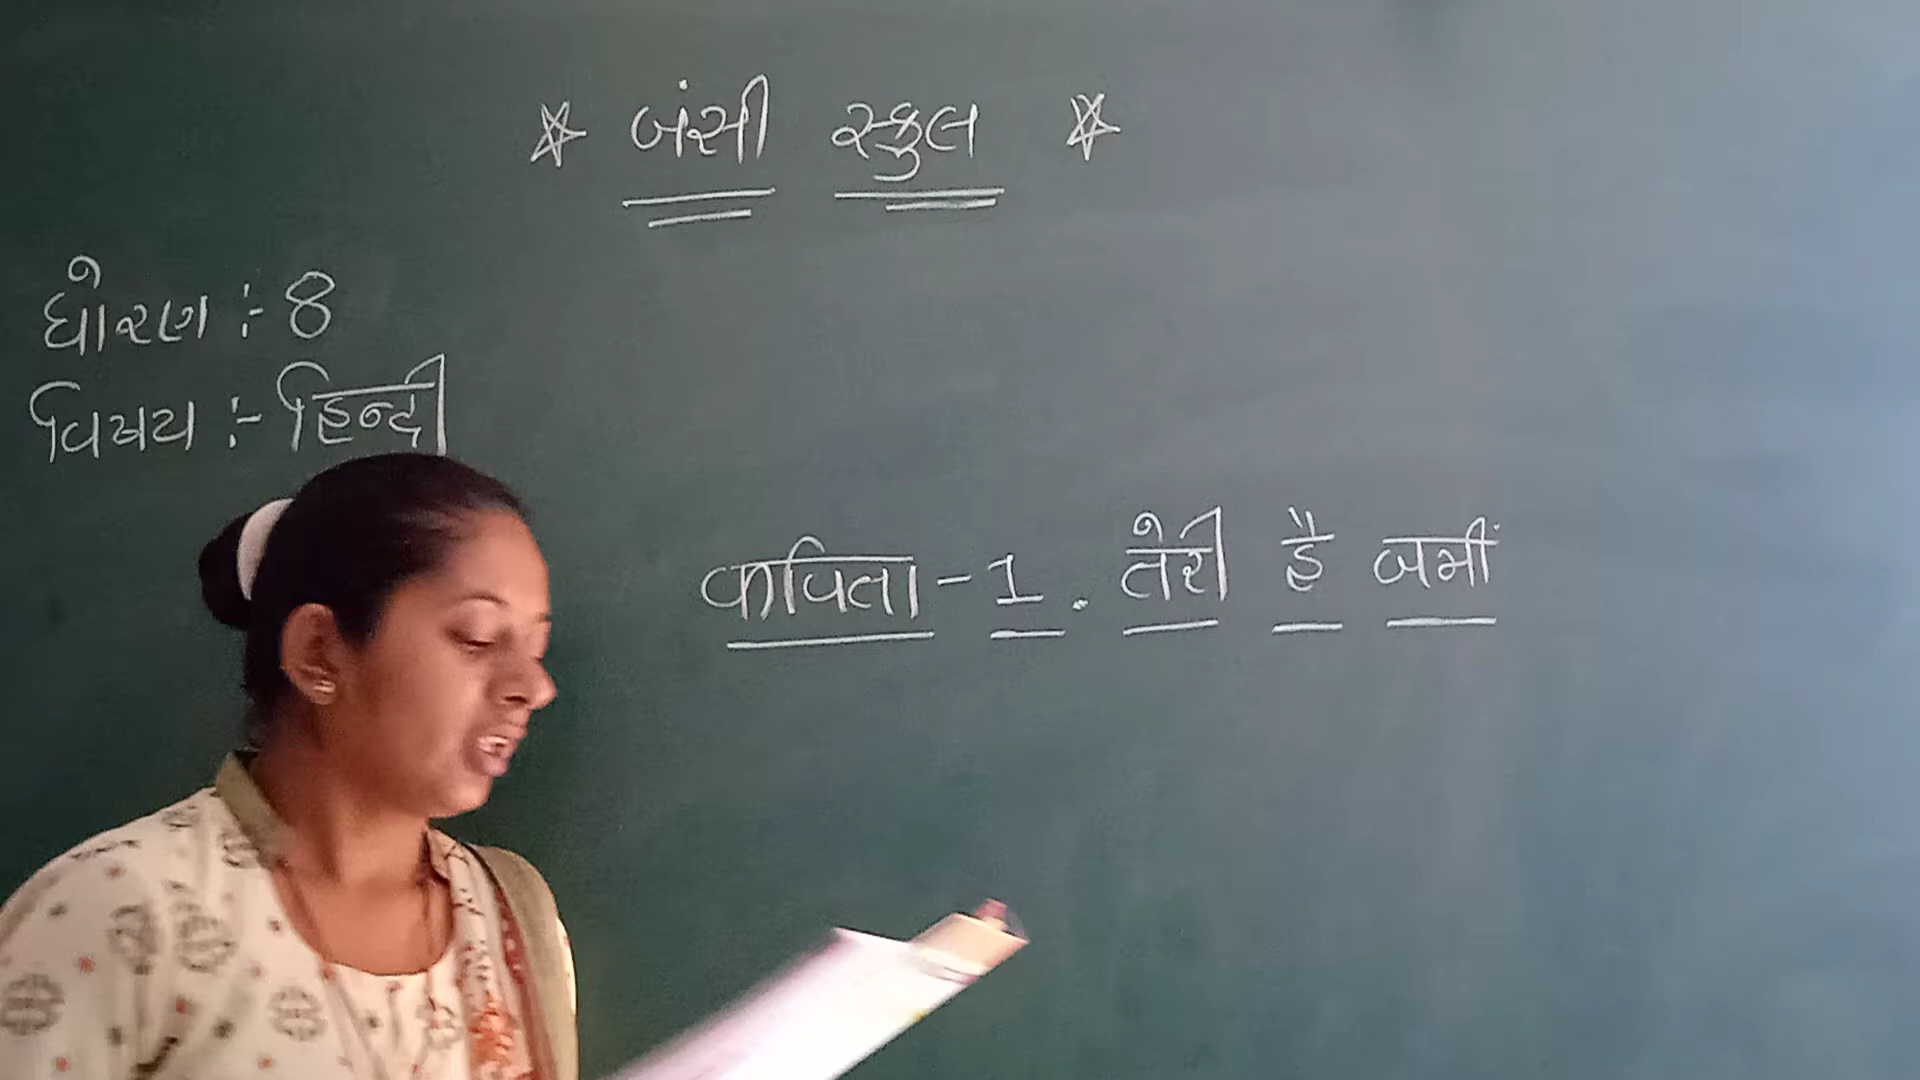 ☆ બંસી સ્કુલ ☆
ધોરણ :- 8
વિષય :- हिन्दी
कविता - 1. तेरी है जमीं